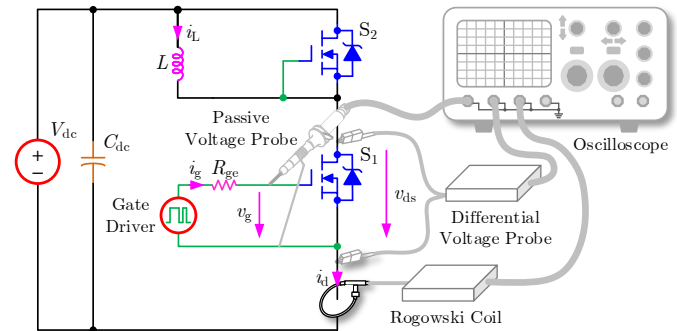 i_L
S_2
L
Passive
Voltage Probe
V_dc
C_dc
Oscilloscope
S_1
i_g
R_ge
v_ds
Gate
Driver
v_g
Differential
Voltage Probe
i_d
Rogowski Coil
+
−